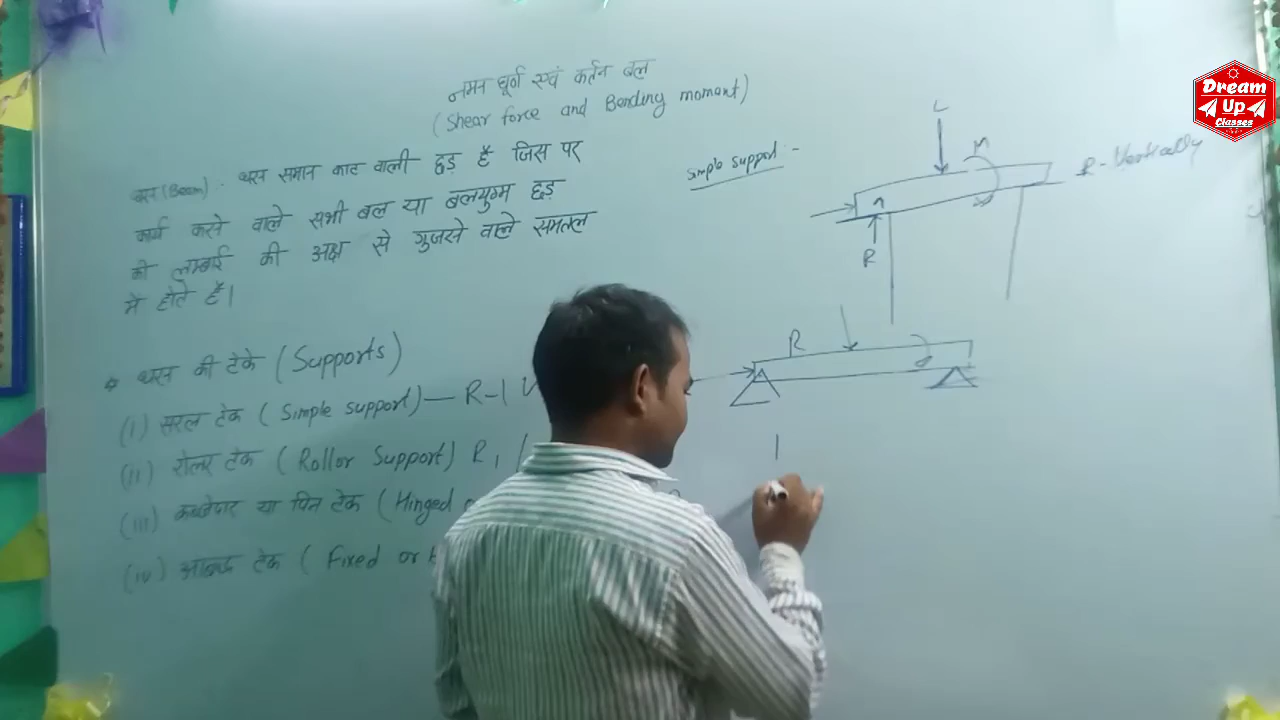 नमन घूर्ण एवं कर्तन बल
(Shear force and Bending moment)
धरन (Beam) :- धरन समान काट वाली छड़ है जिस पर
कार्य करने वाले सभी बल या बलयुग्म छड़
की लम्बाई की अक्ष से गुजरने वाले समतल
में होते हैं।
धरन की टेके (Supports)
(i) सरल टेक (Simple support) — R-1
(ii) रोलर टेक (Rollor Support) R, 1
(iii) कब्जेदार या पिन टेक (Hinged
(iv) आबद्ध टेक ( Fixed or
Simple support :-
L
M
R - Vertically
R
R
Dream
Up
Classes